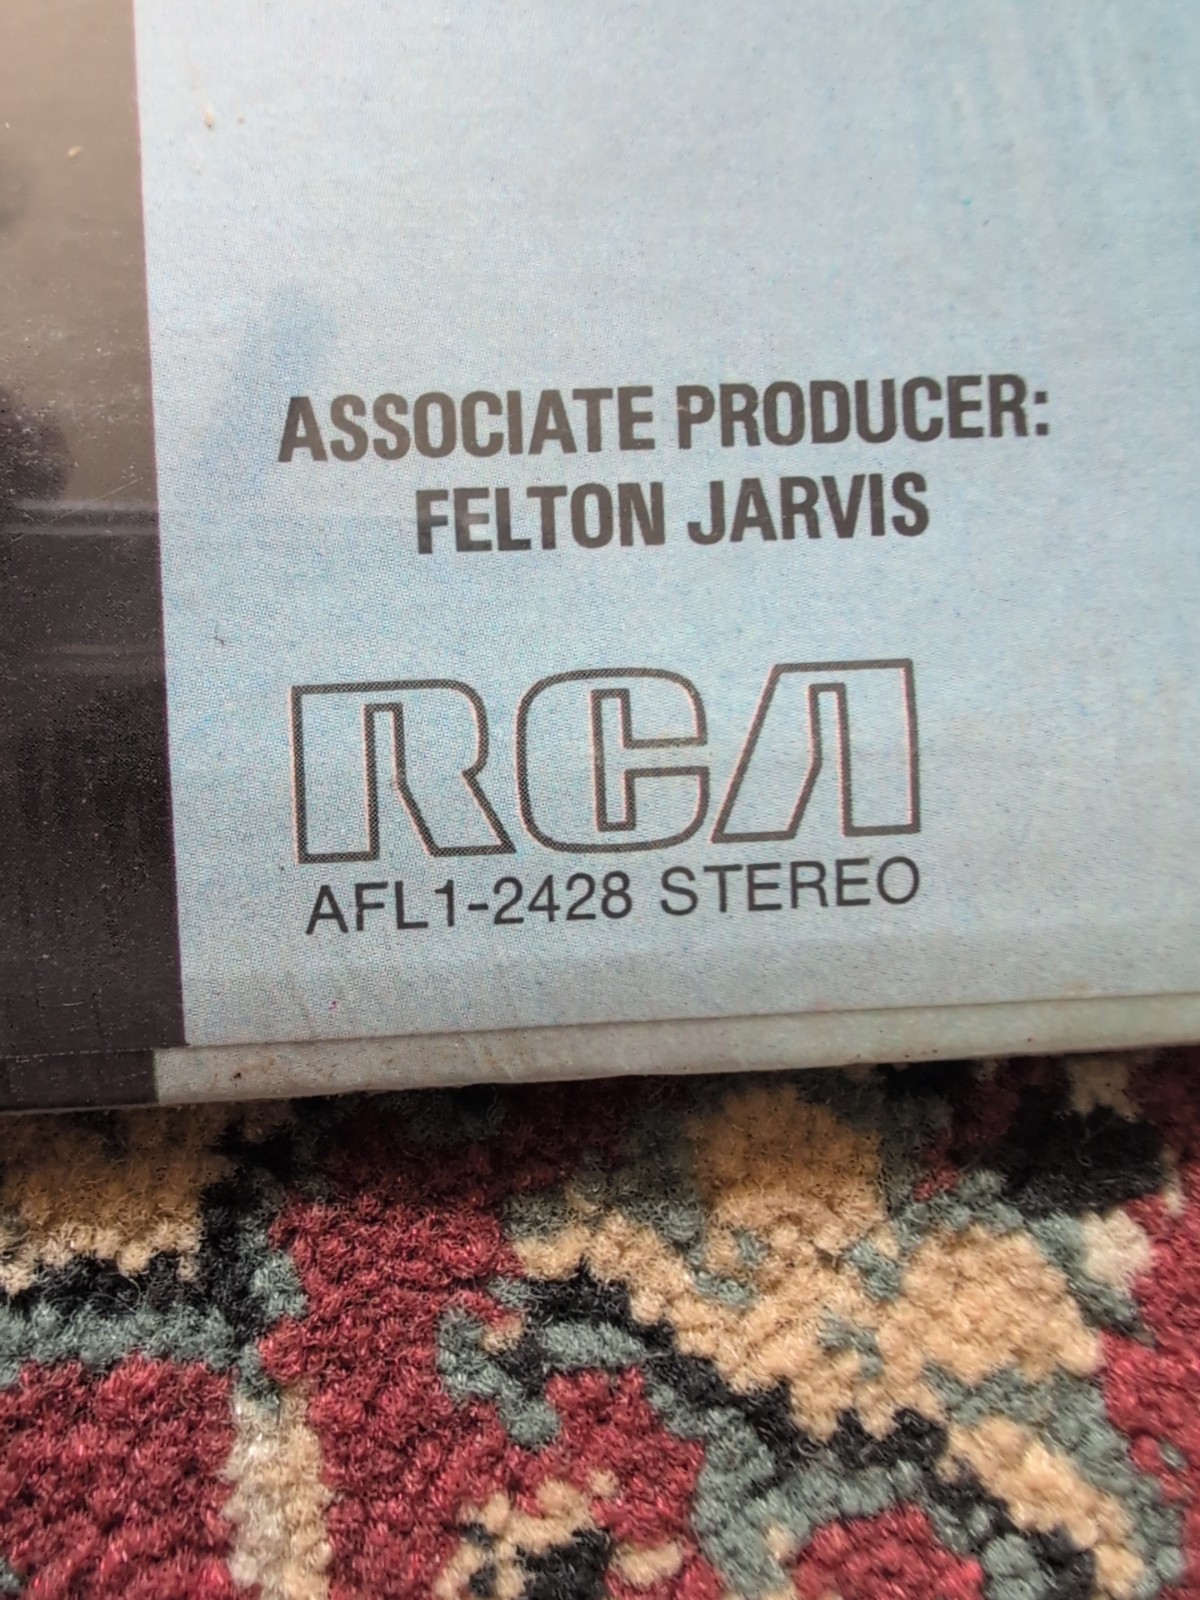 ASSOCIATE PRODUCER:
FELTON JARVIS
RCA
AFL1-2428 STEREO